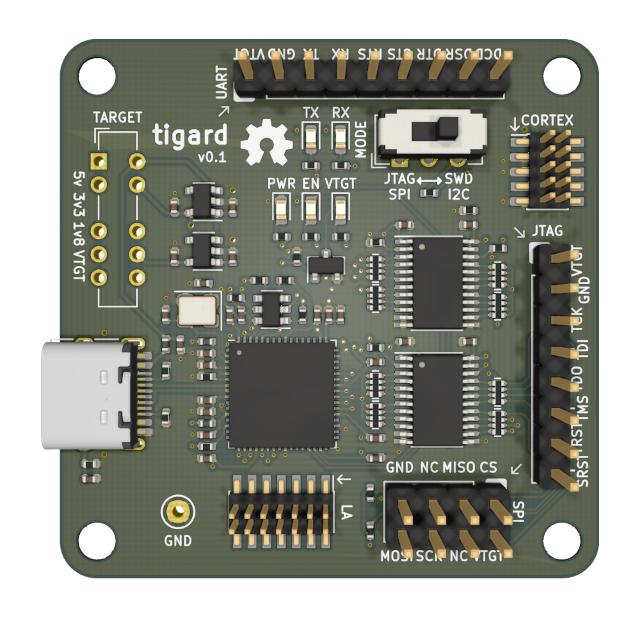 VTGT GND TX RX RTS CTS DTR DSR DCD
UART
TARGET
tigard
v0.1
TX RX
MODE
CORTEX
JTAG SWD
SPI I2C
PWR EN VTGT
5v 3v3 1v8 VTGT
JTAG
VTGT
GND
TCK
TDI
TDO
TMS
TRST
SRST
GND NC MISO CS
SPI
LA
GND
MOSI SCK NC VTGT